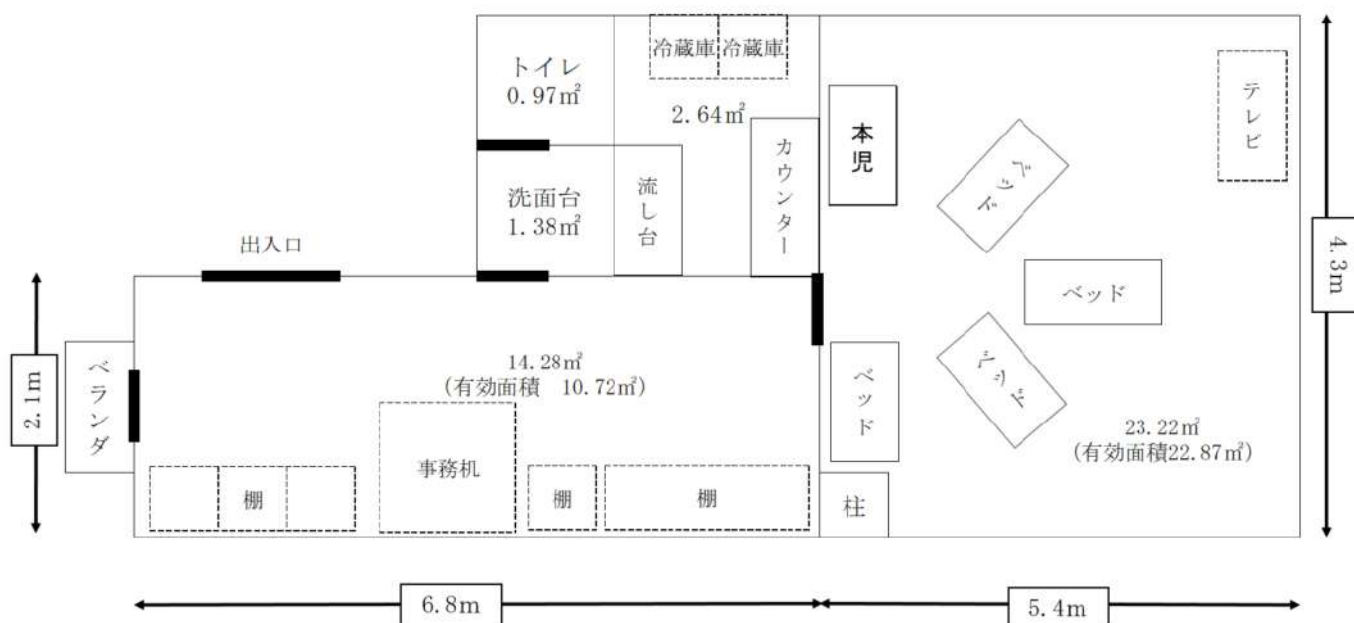 トイレ
0.97㎡
冷蔵庫
冷蔵庫
2.64㎡
カウンター
本児
ベッド
テレビ
洗面台
1.38㎡
流し台
出入口
ベッド
4.3m
2.1m
ベランダ
14.28㎡
(有効面積　10.72㎡)
ベッド
ベッド
23.22㎡
(有効面積22.87㎡)
棚
事務机
棚
棚
柱
6.8m
5.4m